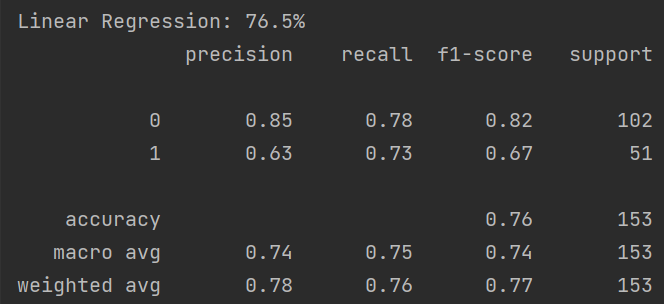 Linear Regression: 76.5%
precision recall f1-score support
0 0.85 0.78 0.82 102
1 0.63 0.73 0.67 51
accuracy 0.76 153
macro avg 0.74 0.75 0.74 153
weighted avg 0.78 0.76 0.77 153